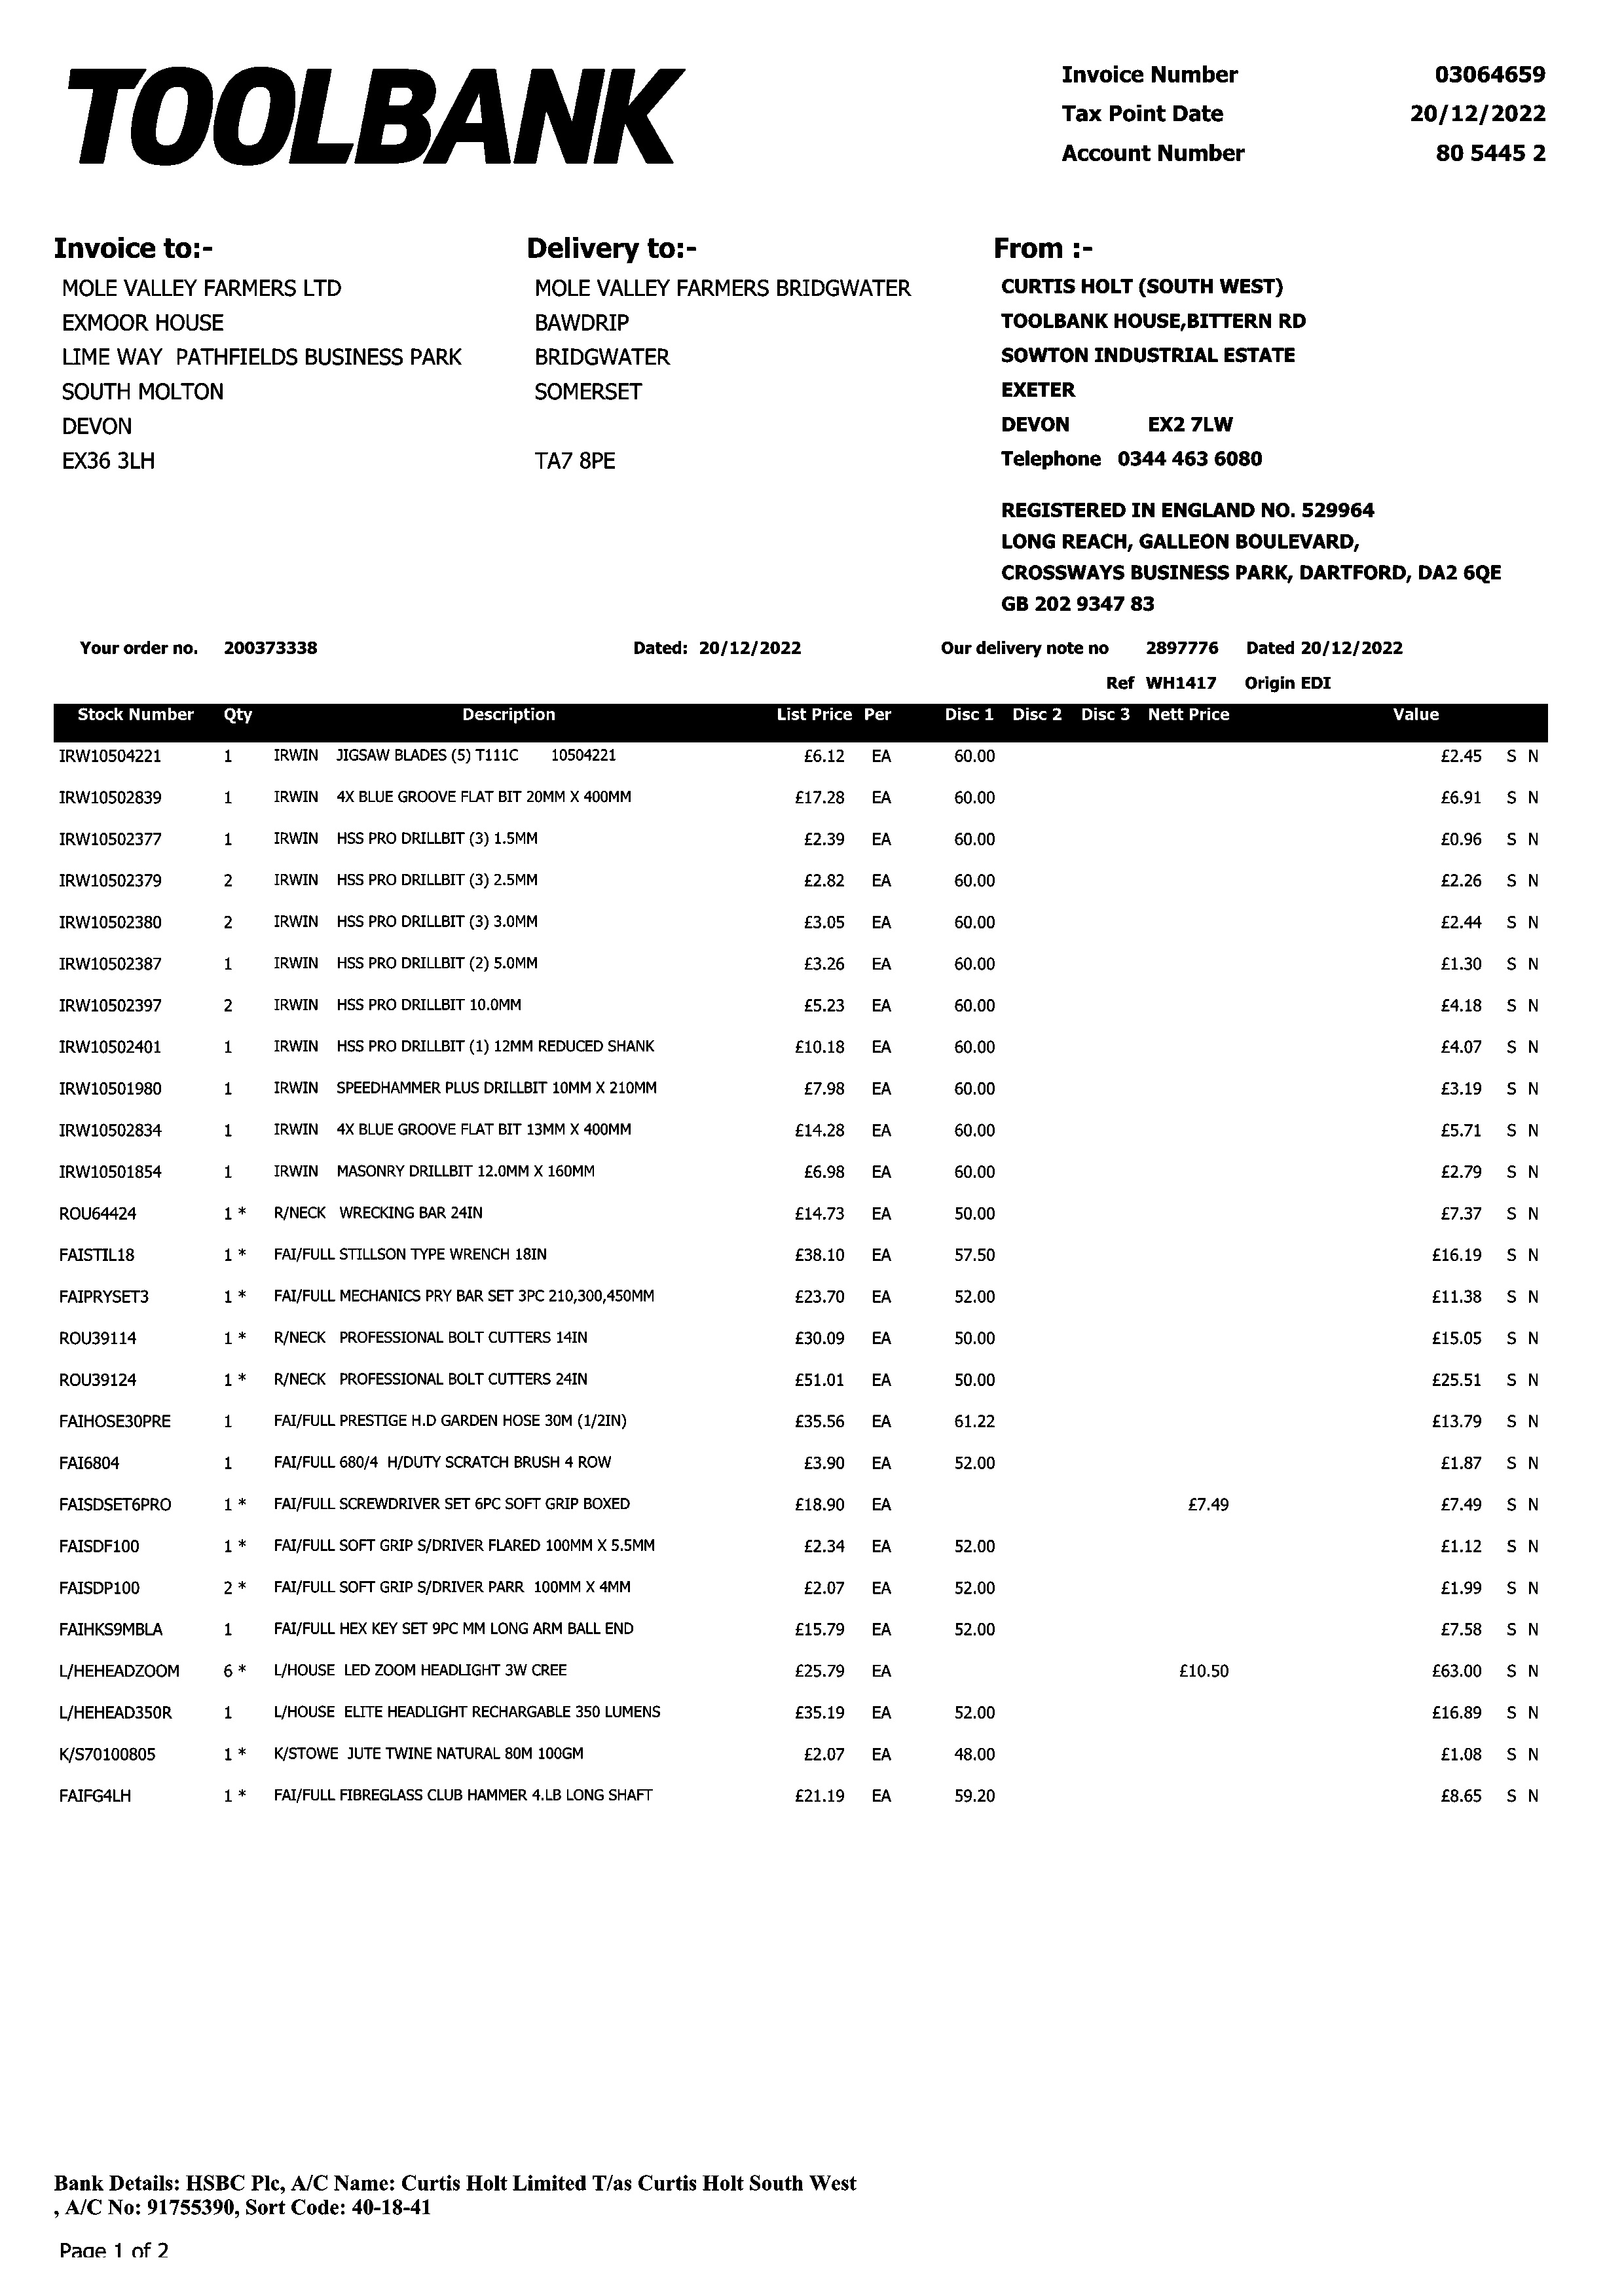 TOOLBANK
Invoice Number 03064659
Tax Point Date 20/12/2022
Account Number 80 5445 2
Invoice to:-
MOLE VALLEY FARMERS LTD
EXMOOR HOUSE
LIME WAY PATHFIELDS BUSINESS PARK
SOUTH MOLTON
DEVON
EX36 3LH
Delivery to:-
MOLE VALLEY FARMERS BRIDGWATER
BAWDRIP
BRIDGWATER
SOMERSET
TA7 8PE
From :-
CURTIS HOLT (SOUTH WEST)
TOOLBANK HOUSE,BITTERN RD
SOWTON INDUSTRIAL ESTATE
EXETER
DEVON EX2 7LW
Telephone 0344 463 6080
REGISTERED IN ENGLAND NO. 529964
LONG REACH, GALLEON BOULEVARD,
CROSSWAYS BUSINESS PARK, DARTFORD, DA2 6QE
GB 202 9347 83
Your order no. 200373338 Dated: 20/12/2022 Our delivery note no 2897776 Dated 20/12/2022
Ref WH1417 Origin EDI
Stock Number Qty Description List Price Per Disc 1 Disc 2 Disc 3 Nett Price Value
IRW10504221 1 IRWIN JIGSAW BLADES (5) T111C 10504221 £6.12 EA 60.00 £2.45 S N
IRW10502839 1 IRWIN 4X BLUE GROOVE FLAT BIT 20MM X 400MM £17.28 EA 60.00 £6.91 S N
IRW10502377 1 IRWIN HSS PRO DRILLBIT (3) 1.5MM £2.39 EA 60.00 £0.96 S N
IRW10502379 2 IRWIN HSS PRO DRILLBIT (3) 2.5MM £2.82 EA 60.00 £2.26 S N
IRW10502380 2 IRWIN HSS PRO DRILLBIT (3) 3.0MM £3.05 EA 60.00 £2.44 S N
IRW10502387 1 IRWIN HSS PRO DRILLBIT (2) 5.0MM £3.26 EA 60.00 £1.30 S N
IRW10502397 2 IRWIN HSS PRO DRILLBIT 10.0MM £5.23 EA 60.00 £4.18 S N
IRW10502401 1 IRWIN HSS PRO DRILLBIT (1) 12MM REDUCED SHANK £10.18 EA 60.00 £4.07 S N
IRW10501980 1 IRWIN SPEEDHAMMER PLUS DRILLBIT 10MM X 210MM £7.98 EA 60.00 £3.19 S N
IRW10502834 1 IRWIN 4X BLUE GROOVE FLAT BIT 13MM X 400MM £14.28 EA 60.00 £5.71 S N
IRW10501854 1 IRWIN MASONRY DRILLBIT 12.0MM X 160MM £6.98 EA 60.00 £2.79 S N
ROU64424 1 * R/NECK WRECKING BAR 24IN £14.73 EA 50.00 £7.37 S N
FAISTIL18 1 * FAI/FULL STILLSON TYPE WRENCH 18IN £38.10 EA 57.50 £16.19 S N
FAIPRYSET3 1 * FAI/FULL MECHANICS PRY BAR SET 3PC 210,300,450MM £23.70 EA 52.00 £11.38 S N
ROU39114 1 * R/NECK PROFESSIONAL BOLT CUTTERS 14IN £30.09 EA 50.00 £15.05 S N
ROU39124 1 * R/NECK PROFESSIONAL BOLT CUTTERS 24IN £51.01 EA 50.00 £25.51 S N
FAIHOSE30PRE 1 FAI/FULL PRESTIGE H.D GARDEN HOSE 30M (1/2IN) £35.56 EA 61.22 £13.79 S N
FAI6804 1 FAI/FULL 680/4 H/DUTY SCRATCH BRUSH 4 ROW £3.90 EA 52.00 £1.87 S N
FAISDSET6PRO 1 * FAI/FULL SCREWDRIVER SET 6PC SOFT GRIP BOXED £18.90 EA £7.49 £7.49 S N
FAISDF100 1 * FAI/FULL SOFT GRIP S/DRIVER FLARED 100MM X 5.5MM £2.34 EA 52.00 £1.12 S N
FAISDP100 2 * FAI/FULL SOFT GRIP S/DRIVER PARR 100MM X 4MM £2.07 EA 52.00 £1.99 S N
FAIHKS9MBLA 1 FAI/FULL HEX KEY SET 9PC MM LONG ARM BALL END £15.79 EA 52.00 £7.58 S N
L/HEHEADZOOM 6 * L/HOUSE LED ZOOM HEADLIGHT 3W CREE £25.79 EA £10.50 £63.00 S N
L/HEHEAD350R 1 L/HOUSE ELITE HEADLIGHT RECHARGABLE 350 LUMENS £35.19 EA 52.00 £16.89 S N
K/S70100805 1 * K/STOWE JUTE TWINE NATURAL 80M 100GM £2.07 EA 48.00 £1.08 S N
FAIFG4LH 1 * FAI/FULL FIBREGLASS CLUB HAMMER 4.LB LONG SHAFT £21.19 EA 59.20 £8.65 S N
Bank Details: HSBC Plc, A/C Name: Curtis Holt Limited T/as Curtis Holt South West
, A/C No: 91755390, Sort Code: 40-18-41
Page 1 of 2